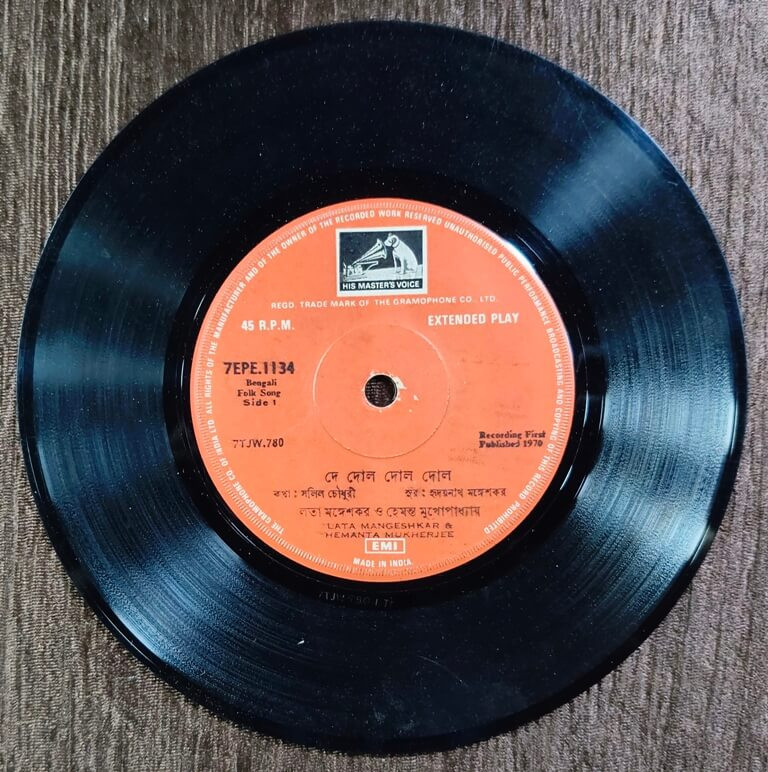 THE GRAMOPHONE CO. OF INDIA LTD. ALL RIGHTS OF THE MANUFACTURER AND OF THE OWNER OF THE RECORDED WORK RESERVED UNAUTHORISED PUBLIC PERFORMANCE BROADCASTING AND COPYING OF THIS RECORD PROHIBITED
HIS MASTER'S VOICE
REGD. TRADE MARK OF THE GRAMOPHONE CO. LTD.
45 R.P.M. EXTENDED PLAY
7EPE.1134
Bengali
Folk Song
Side 1
7TJW.780 Recording First
Published 1970
দে দোল দোল দোল
কথা : সলিল চৌধুরী সুর : হৃদয়নাথ মঙ্গেশকর
লতা মঙ্গেশকর ও হেমন্ত মুখোপাধ্যায়
LATA MANGESHKAR &
HEMANTA MUKHERJEE
EMI
MADE IN INDIA.